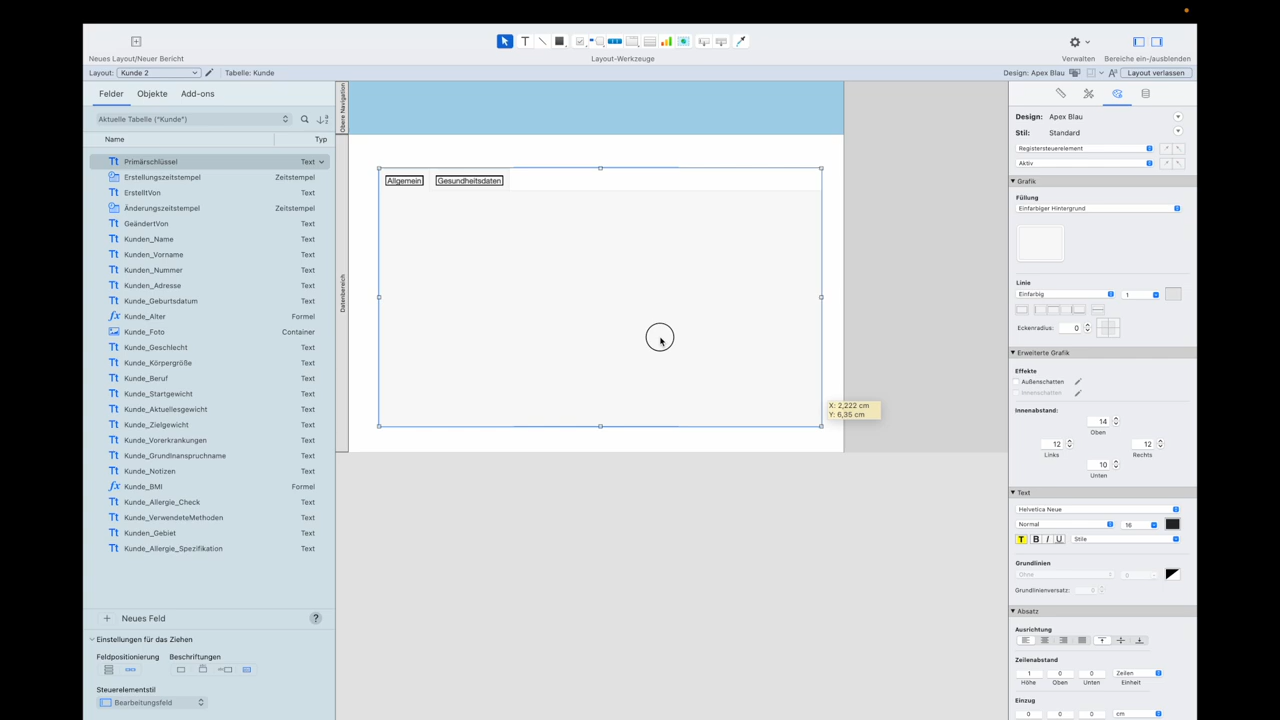 Neues Layout/Neuer Bericht
Layout-Werkzeuge
Verwalten
Bereiche ein-/ausblenden
Layout: Kunde 2
Tabelle: Kunde
Design: Apex Blau
Layout verlassen
Felder
Objekte
Add-ons
Aktuelle Tabelle ("Kunde")
Name
Typ
Primärschlüssel Text
Erstellungszeitstempel Zeitstempel
ErstelltVon Text
Änderungszeitstempel Zeitstempel
GeändertVon Text
Kunden_Name Text
Kunden_Vorname Text
Kunden_Nummer Text
Kunden_Adresse Text
Kunde_Geburtsdatum Text
Kunde_Alter Formel
Kunde_Foto Container
Kunde_Geschlecht Text
Kunde_Körpergröße Text
Kunde_Beruf Text
Kunde_Startgewicht Text
Kunde_Aktuellesgewicht Text
Kunde_Zielgewicht Text
Kunde_Vorerkrankungen Text
Kunde_GrundInanspruchname Text
Kunde_Notizen Text
Kunde_BMI Formel
Kunde_Allergie_Check Text
Kunde_VerwendeteMethoden Text
Kunden_Gebiet Text
Kunde_Allergie_Spezifikation Text
+ Neues Feld ?
Einstellungen für das Ziehen
Feldpositionierung
Beschriftungen
Steuerelementstil
Bearbeitungsfeld
Obere Navigation
Datenbereich
Allgemein
Gesundheitsdaten
X: 2,222 cm
Y: 6,35 cm
Design: Apex Blau
Stil: Standard
Registersteuerelement
Aktiv
Grafik
Füllung
Einfarbiger Hintergrund
Linie
Einfarbig 1
Eckenradius: 0
Erweiterte Grafik
Effekte
Außenschatten
Innenschatten
Innenabstand:
14
Oben
12 12
Links Rechts
10
Unten
Text
Helvetica Neue
Normal 16
T B I U Stile
Grundlinien
Ohne 0
Grundlinienversatz: 0
Absatz
Ausrichtung
Zeilenabstand
1 0 0 Zeilen
Höhe Oben Unten Einheit
Einzug
0 0 0 cm